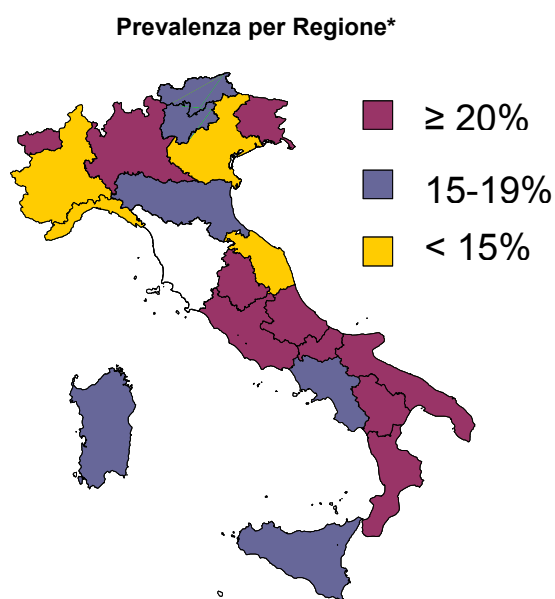 Prevalenza per Regione*
≥ 20%
15-19%
< 15%